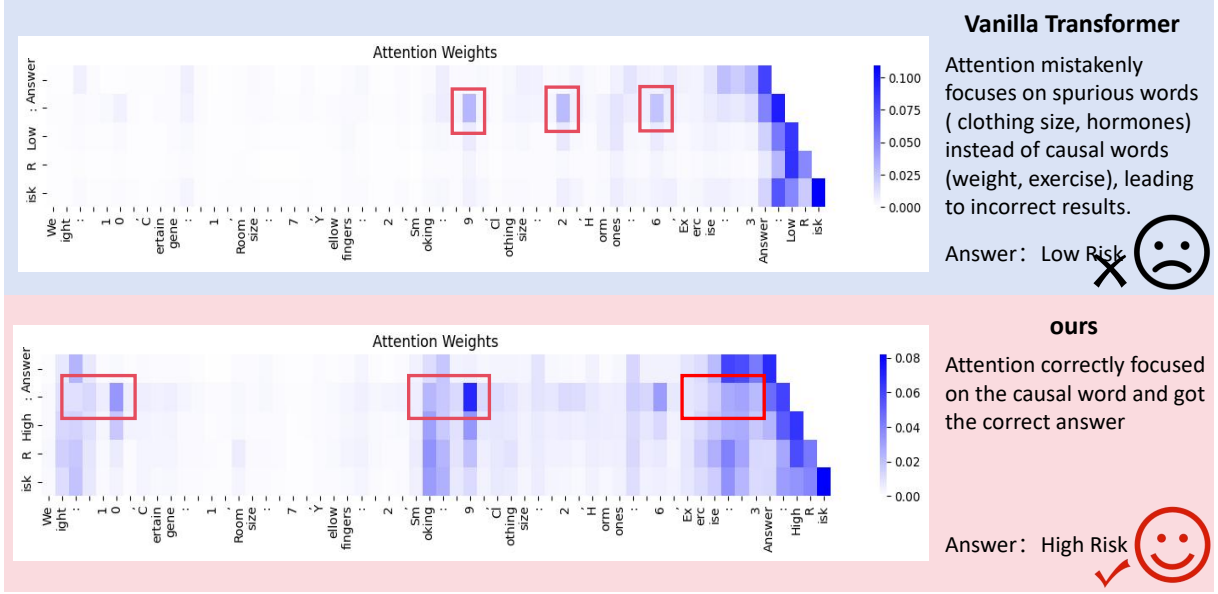 Vanilla Transformer
Attention Weights
Answer
:
Low
R
isk
0.100
0.075
0.050
0.025
0.000
We
ight
:
1
0
,
C
ertain
gene
:
1
,
Room
size
:
7
,
Y
ellow
fingers
:
2
,
Sm
oking
:
9
,
Cl
othing
size
:
2
,
H
orm
ones
:
6
,
Ex
erc
ise
:
3
Answer
:
Low
R
isk
Attention mistakenly
focuses on spurious words
( clothing size, hormones)
instead of causal words
(weight, exercise), leading
to incorrect results.
Answer： Low Risk
ours
Attention Weights
Answer
:
High
R
isk
0.08
0.06
0.04
0.02
0.00
We
ight
:
1
0
,
C
ertain
gene
:
1
,
Room
size
:
7
,
Y
ellow
fingers
:
2
,
Sm
oking
:
9
,
Cl
othing
size
:
2
,
H
orm
ones
:
6
,
Ex
erc
ise
:
3
Answer
:
High
R
isk
Attention correctly focused
on the causal word and got
the correct answer
Answer： High Risk